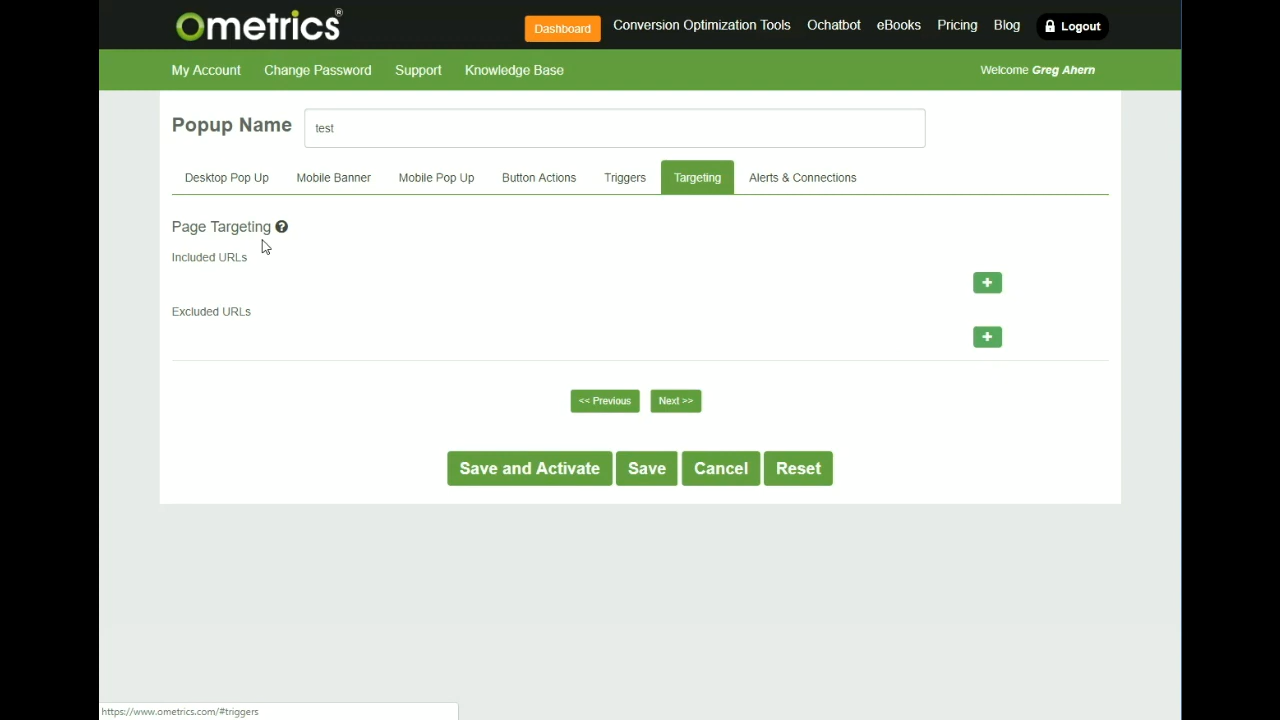 Ometrics®
Dashboard Conversion Optimization Tools Ochatbot eBooks Pricing Blog Logout
My Account Change Password Support Knowledge Base Welcome Greg Ahern
Popup Name test
Desktop Pop Up Mobile Banner Mobile Pop Up Button Actions Triggers Targeting Alerts & Connections
Page Targeting ?
Included URLs
+
Excluded URLs
+
<< Previous Next >>
Save and Activate Save Cancel Reset
https://www.ometrics.com/#triggers